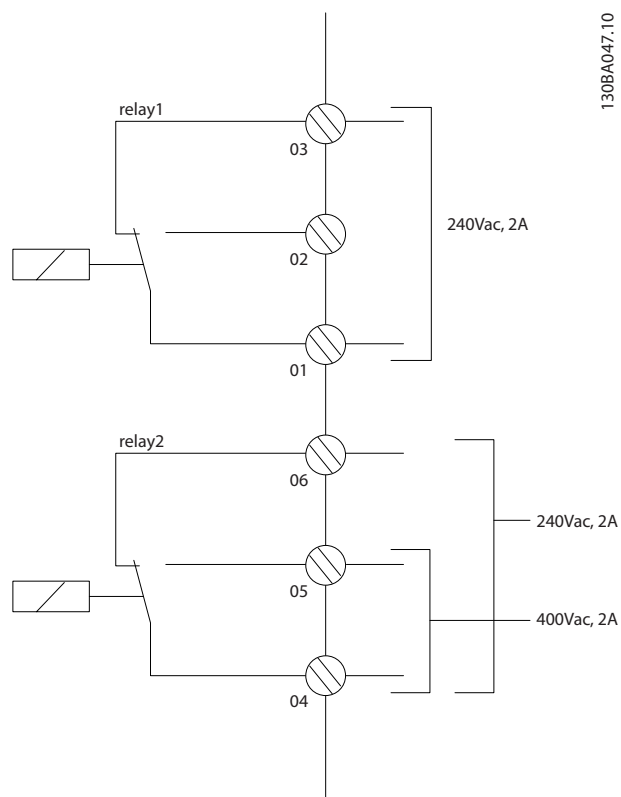 130BA047.10
relay1
03
240Vac, 2A
02
01
relay2
06
240Vac, 2A
05
400Vac, 2A
04